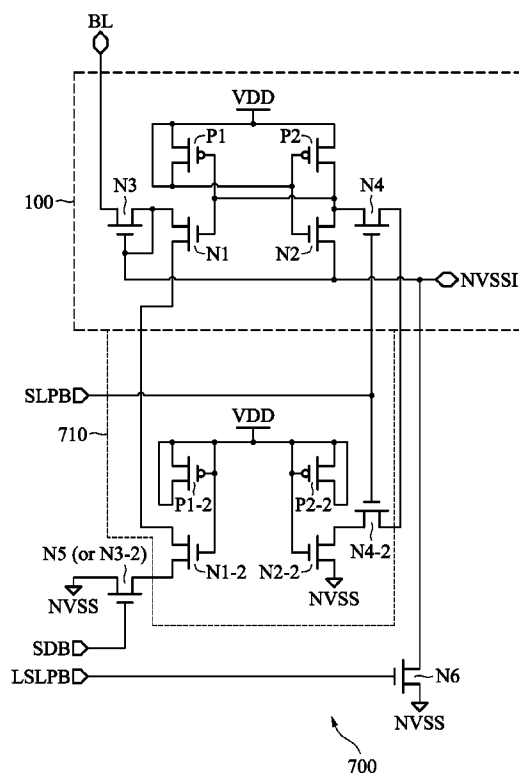 BL
VDD
P1
P2
N3
N4
100
N1
N2
NVSSI
SLPB
710
VDD
P1-2
P2-2
N5 (or N3-2)
N4-2
N1-2
N2-2
NVSS
NVSS
SDB
LSLPB
N6
NVSS
700